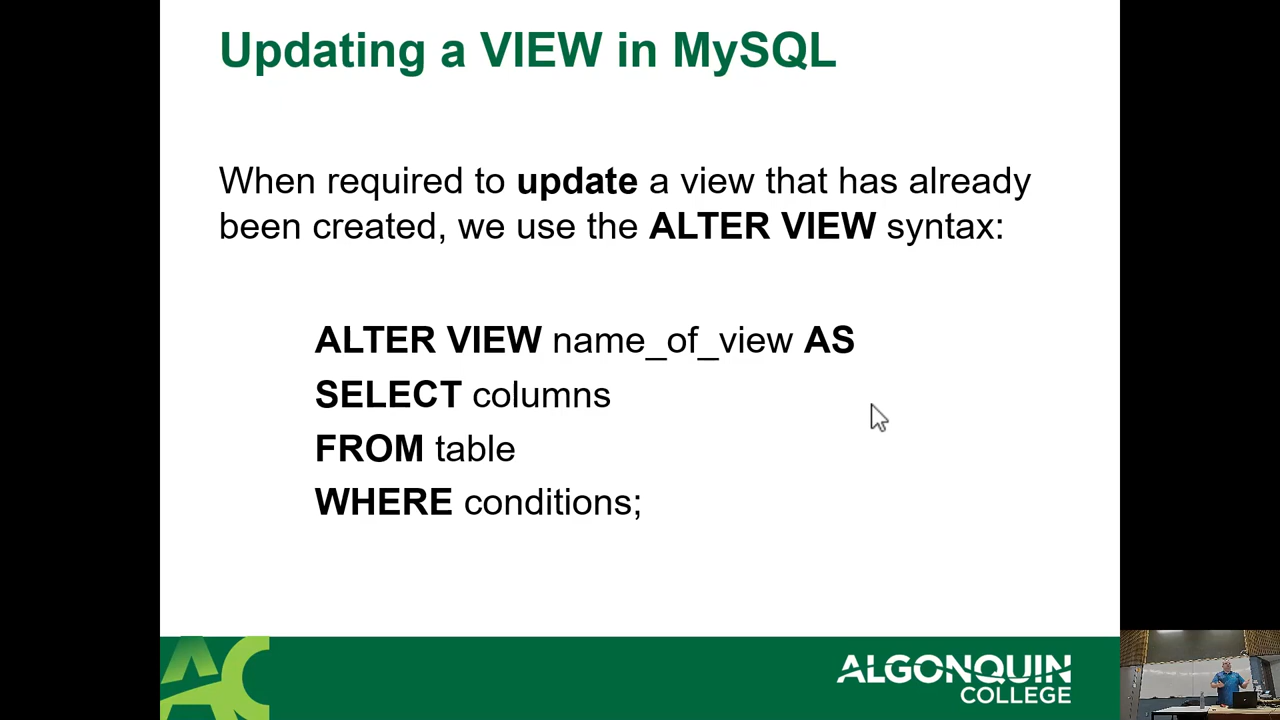 Updating a VIEW in MySQL
When required to update a view that has already
been created, we use the ALTER VIEW syntax:
ALTER VIEW name_of_view AS
SELECT columns
FROM table
WHERE conditions;
AC
ALGONQUIN
COLLEGE